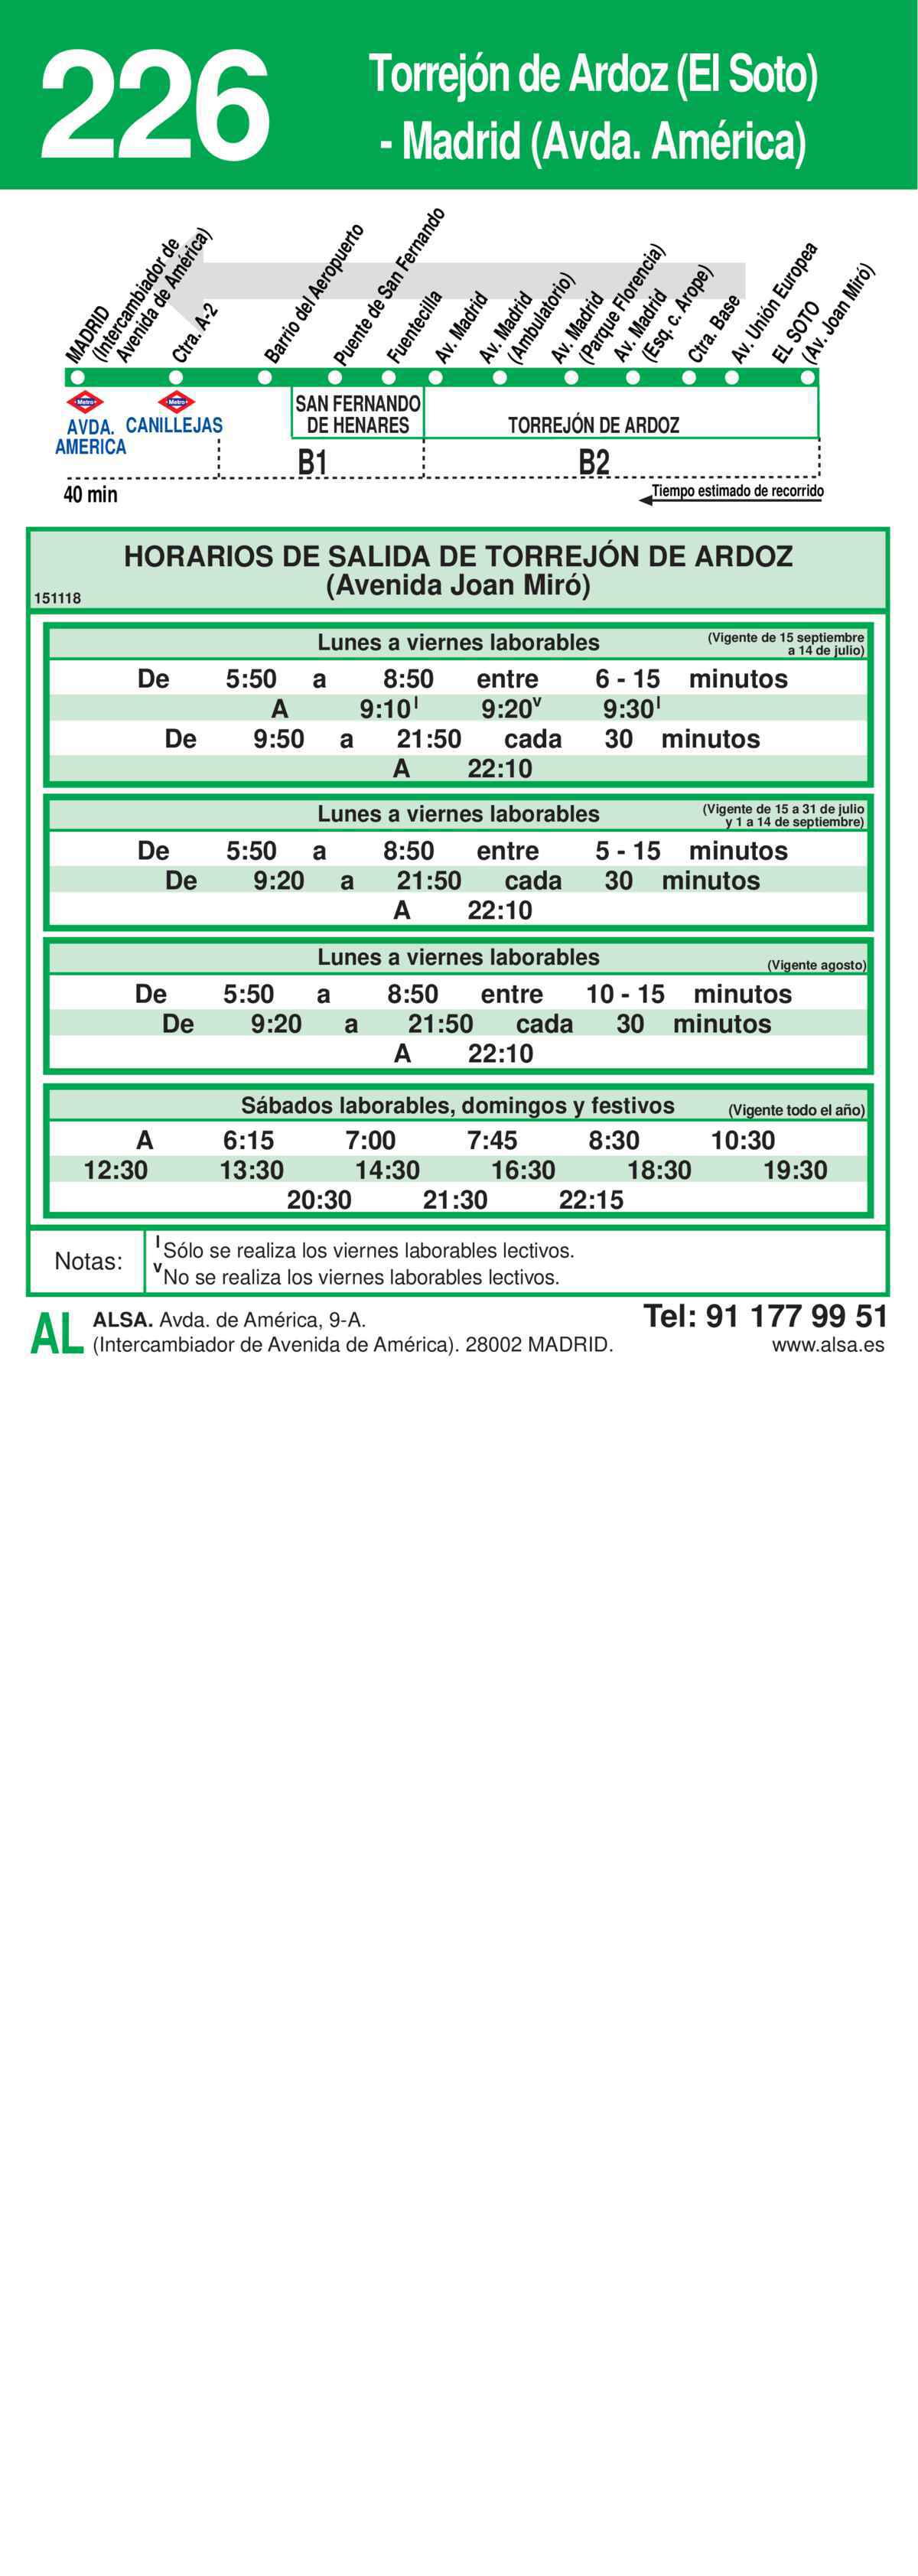 226
Torrejón de Ardoz (El Soto)
- Madrid (Avda. América)
MADRID
(Intercambiador de
Avenida de América)
Ctra. A-2
Barrio del Aeropuerto
Puente de San Fernando
Fuentecilla
Av. Madrid
Av. Madrid
(Ambulatorio)
Av. Madrid
(Parque Florencia)
Av. Madrid
(Esq. c. Arope)
Ctra. Base
Av. Unión Europea
EL SOTO
(Av. Joan Miró)
Metro
Metro
AVDA.
AMERICA
CANILLEJAS
SAN FERNANDO
DE HENARES
TORREJÓN DE ARDOZ
B1
B2
40 min
Tiempo estimado de recorrido
HORARIOS DE SALIDA DE TORREJÓN DE ARDOZ
(Avenida Joan Miró)
151118
Lunes a viernes laborables
(Vigente de 15 septiembre
a 14 de julio)
De 5:50 a 8:50 entre 6 - 15 minutos
A 9:10ˡ 9:20ᵛ 9:30ˡ
De 9:50 a 21:50 cada 30 minutos
A 22:10
Lunes a viernes laborables
(Vigente de 15 a 31 de julio
y 1 a 14 de septiembre)
De 5:50 a 8:50 entre 5 - 15 minutos
De 9:20 a 21:50 cada 30 minutos
A 22:10
Lunes a viernes laborables
(Vigente agosto)
De 5:50 a 8:50 entre 10 - 15 minutos
De 9:20 a 21:50 cada 30 minutos
A 22:10
Sábados laborables, domingos y festivos (Vigente todo el año)
A 6:15 7:00 7:45 8:30 10:30
12:30 13:30 14:30 16:30 18:30 19:30
20:30 21:30 22:15
Notas:
ˡ Sólo se realiza los viernes laborables lectivos.
ᵛ No se realiza los viernes laborables lectivos.
AL
ALSA. Avda. de América, 9-A.
(Intercambiador de Avenida de América). 28002 MADRID.
Tel: 91 177 99 51
www.alsa.es